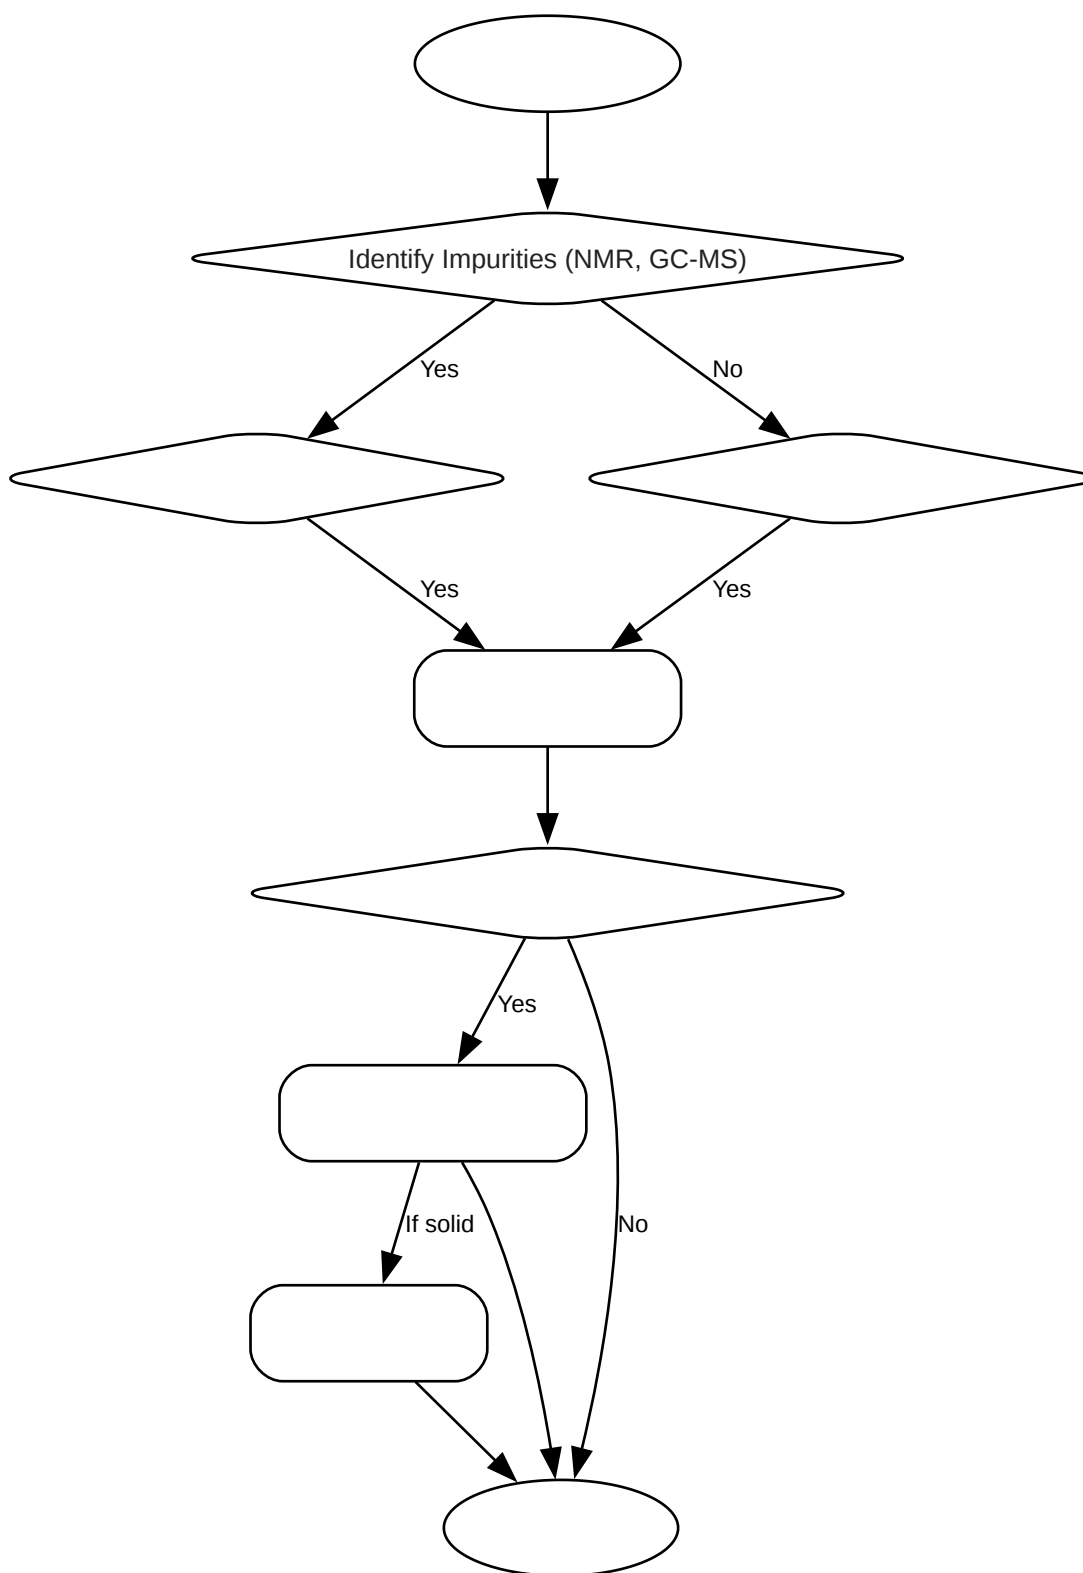 Identify Impurities (NMR, GC-MS)
Yes
No
Yes
Yes
Yes
If solid
No